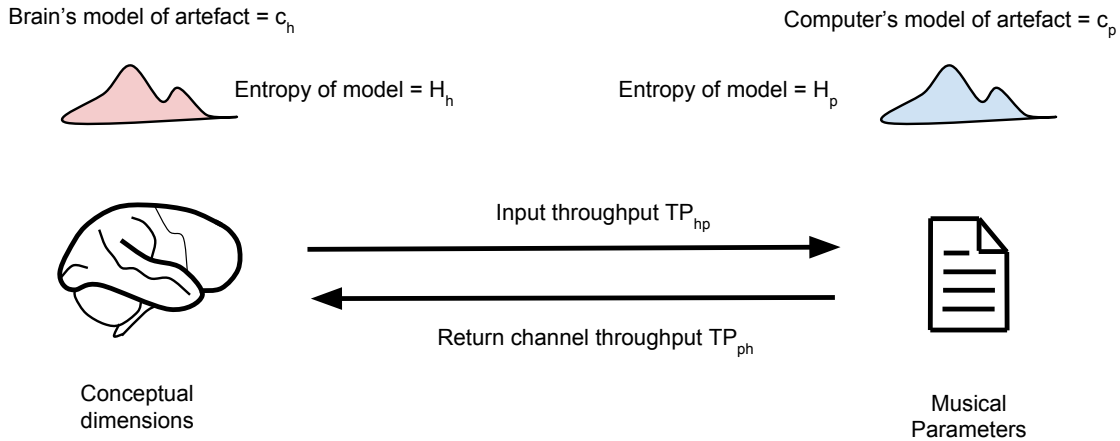 Brain's model of artefact = c_h
Computer's model of artefact = c_p
Entropy of model = H_h
Entropy of model = H_p
Input throughput TP_hp
Return channel throughput TP_ph
Conceptual
dimensions
Musical
Parameters